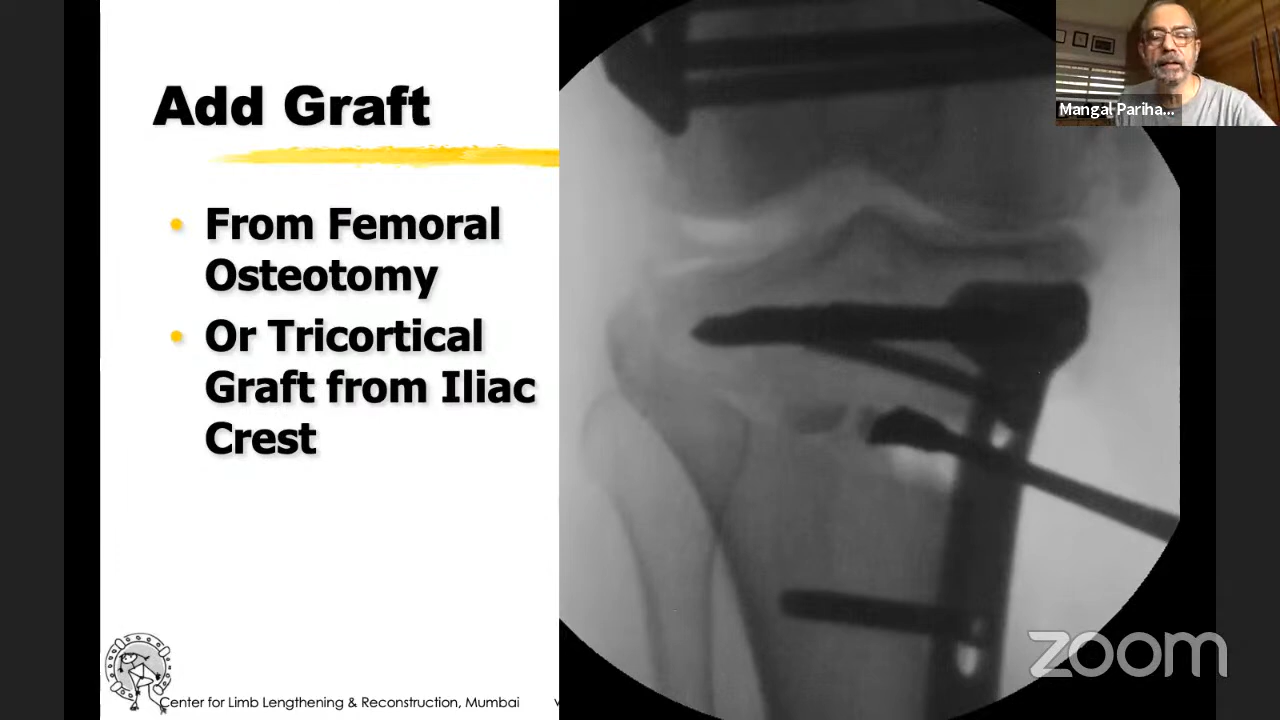 Add Graft
• From Femoral
Osteotomy
• Or Tricortical
Graft from Iliac
Crest
Center for Limb Lengthening & Reconstruction, Mumbai
Mangal Pariha...
zoom